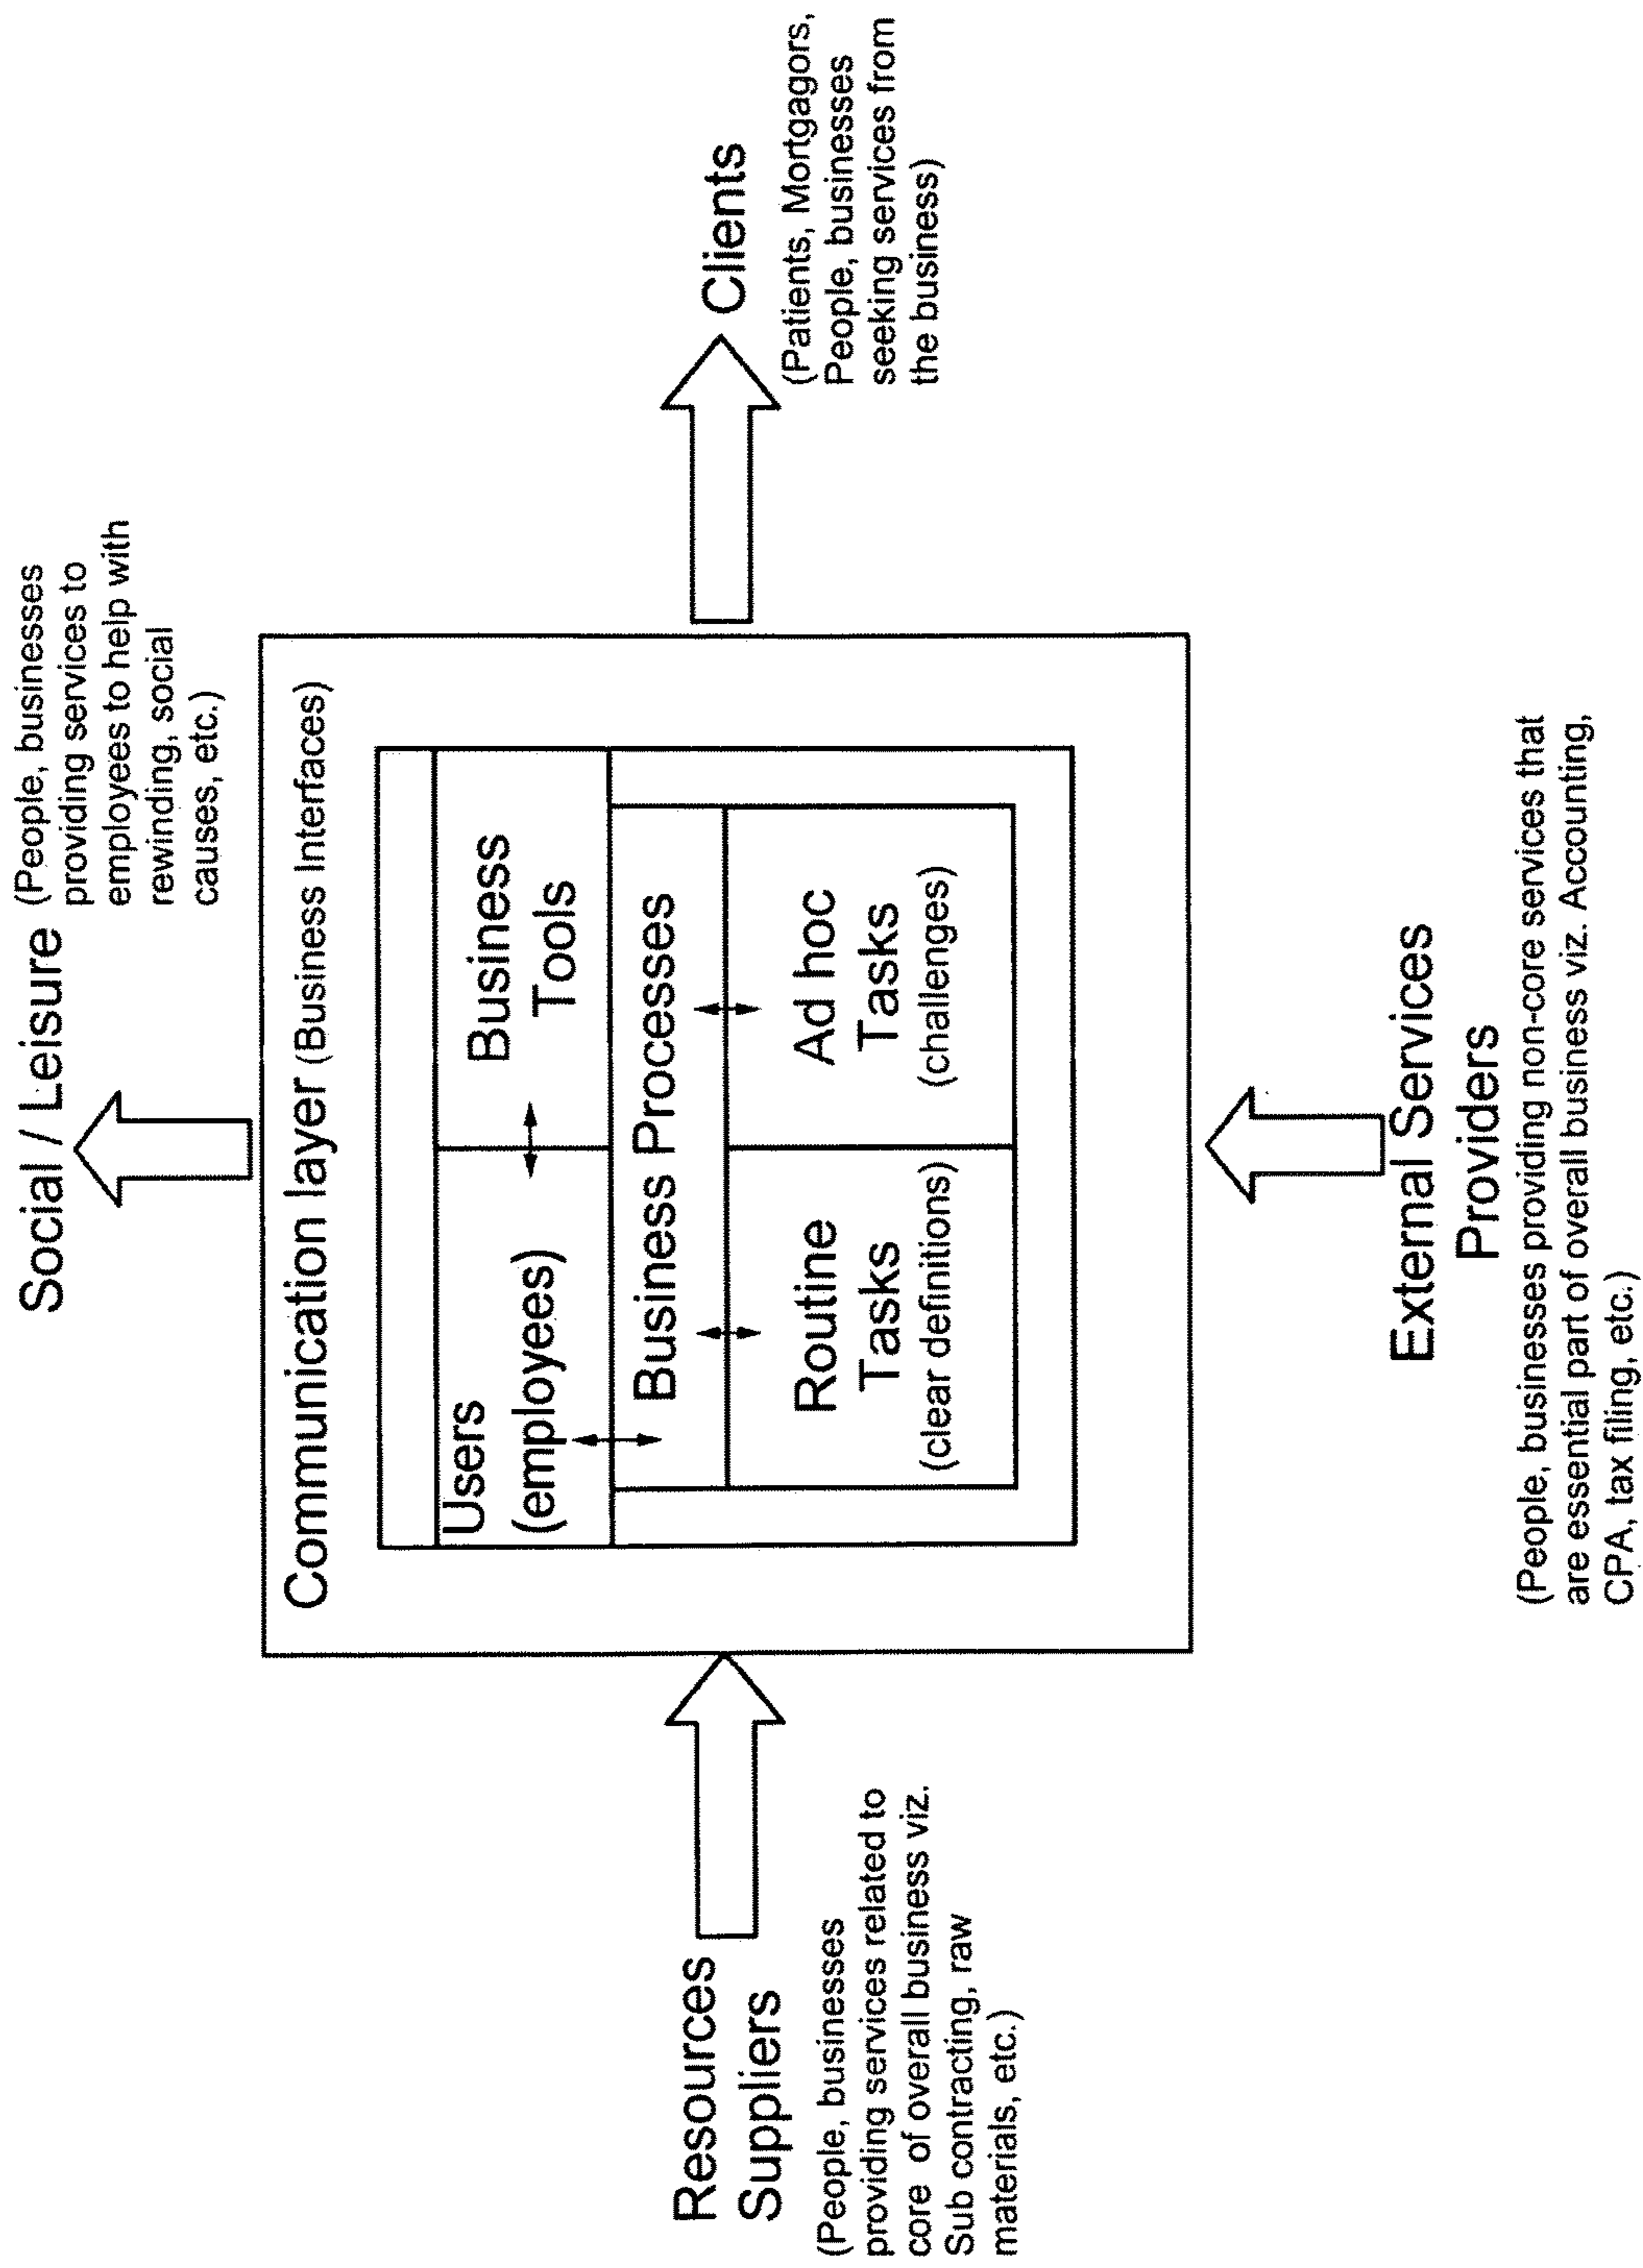 Social / Leisure
(People, businesses
providing services to
employees to help with
rewinding, social
causes, etc.)
Communication layer (Business Interfaces)
Users
(employees)
Business
Tools
Business Processes
Routine
Tasks
(clear definitions)
Ad hoc
Tasks
(challenges)
Resources
Suppliers
(People, businesses
providing services related to
core of overall business viz.
Sub contracting, raw
materials, etc.)
Clients
(Patients, Mortgagors,
People, businesses
seeking services from
the business)
External Services
Providers
(People, businesses providing non-core services that
are essential part of overall business viz. Accounting,
CPA, tax filing, etc.)